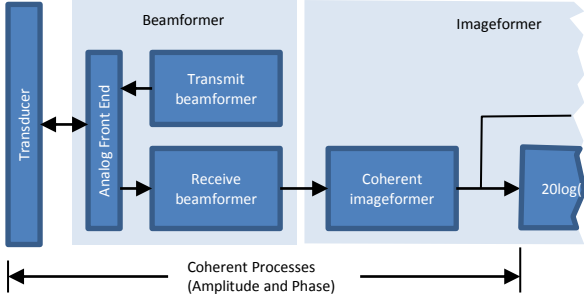 Beamformer
Imageformer
Transducer
Analog Front End
Transmit
beamformer
Receive
beamformer
Coherent
imageformer
20log(
Coherent Processes
(Amplitude and Phase)